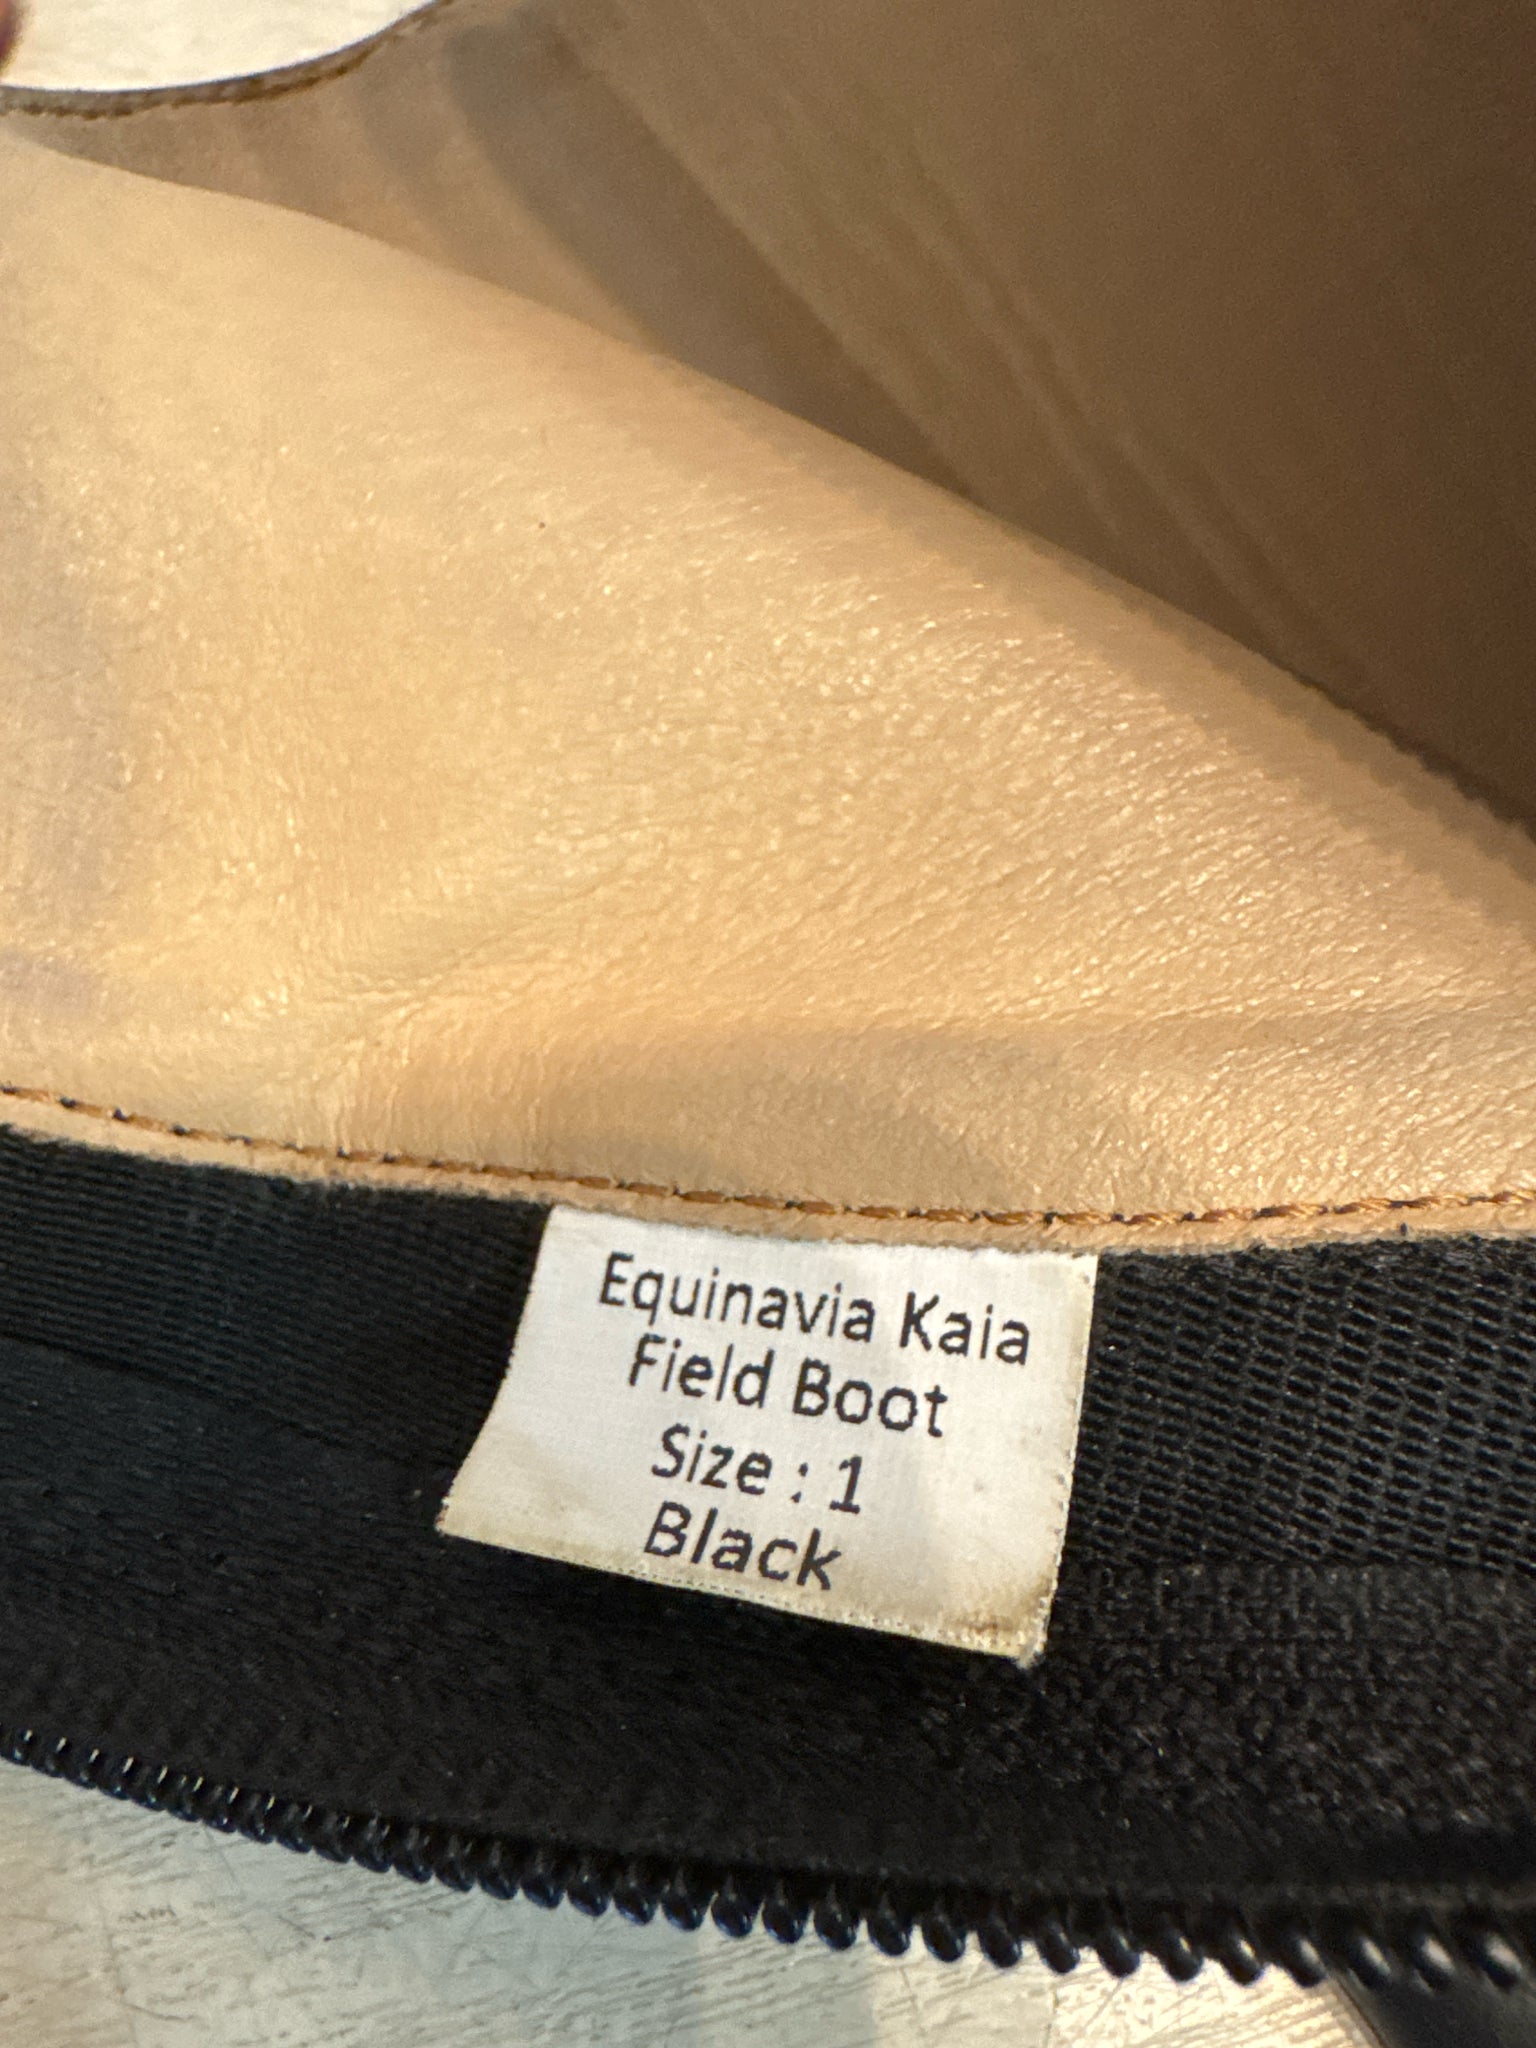 Equinavia Kaia
Field Boot
Size : 1
Black